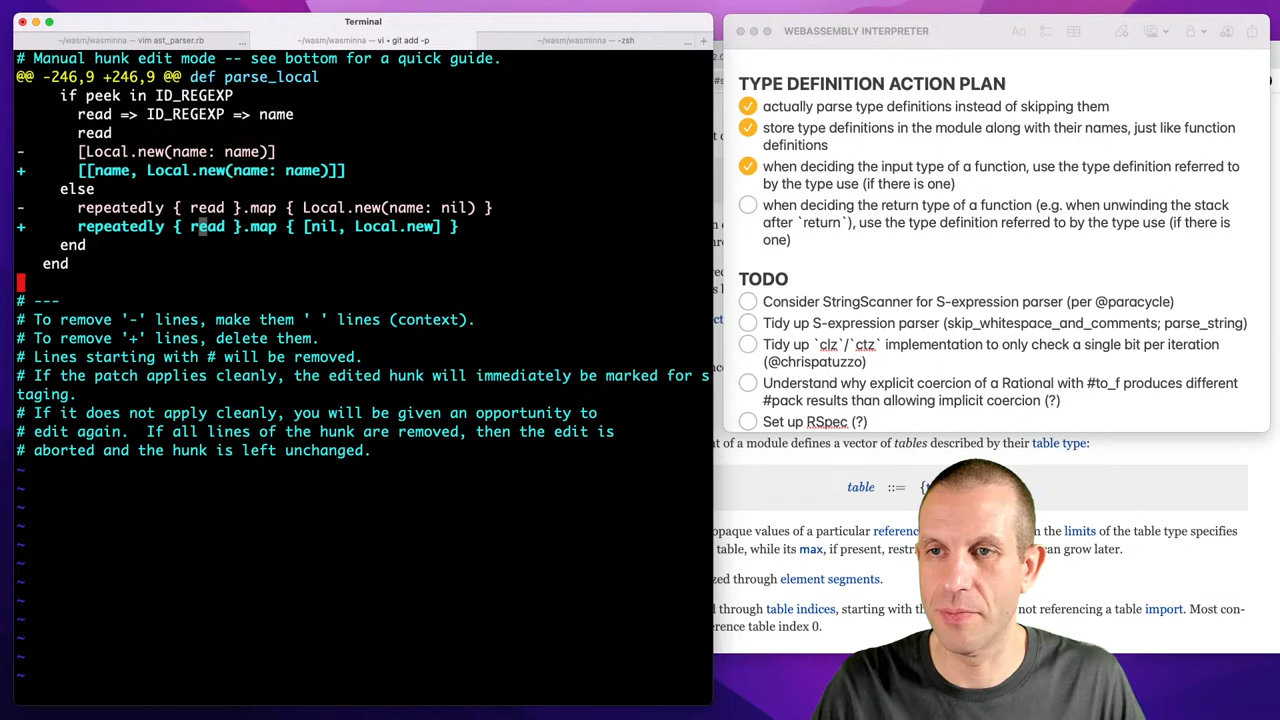 Terminal
~/wasm/wasminna — vim ast_parser.rb
...
~/wasm/wasminna — vi • git add -p
~/wasm/wasminna — -zsh
...
+
# Manual hunk edit mode -- see bottom for a quick guide.
@@ -246,9 +246,9 @@ def parse_local
if peek in ID_REGEXP
read => ID_REGEXP => name
read
- [Local.new(name: name)]
+ [[name, Local.new(name: name)]]
else
- repeatedly { read }.map { Local.new(name: nil) }
+ repeatedly { read }.map { [nil, Local.new] }
end
end
# ---
# To remove '-' lines, make them ' ' lines (context).
# To remove '+' lines, delete them.
# Lines starting with # will be removed.
# If the patch applies cleanly, the edited hunk will immediately be marked for s
taging.
# If it does not apply cleanly, you will be given an opportunity to
# edit again.  If all lines of the hunk are removed, then the edit is
# aborted and the hunk is left unchanged.
~
~
~
~
~
~
~
~
~
~
~
~
WEBASSEMBLY INTERPRETER
Aa
TYPE DEFINITION ACTION PLAN
actually parse type definitions instead of skipping them
store type definitions in the module along with their names, just like function
definitions
when deciding the input type of a function, use the type definition referred to
by the type use (if there is one)
when deciding the return type of a function (e.g. when unwinding the stack
after `return`), use the type definition referred to by the type use (if there is
one)
TODO
Consider StringScanner for S-expression parser (per @paracycle)
Tidy up S-expression parser (skip_whitespace_and_comments; parse_string)
Tidy up `clz`/`ctz` implementation to only check a single bit per iteration
(@chrispatuzzo)
Understand why explicit coercion of a Rational with #to_f produces different
#pack results than allowing implicit coercion (?)
Set up RSpec (?)
of a module defines a vector of tables described by their table type:
table ::= {
opaque values of a particular the limits of the table type specifies
table, while its max, if present, can grow later.
through element segments.
through table indices, starting with not referencing a table import. Most con-
table index 0.